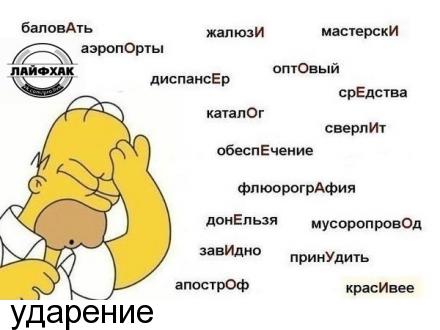 баловАть
жалюзИ
мастерскИ
аэропОрты
ЛАЙФХАК
оптОвый
диспансЕр
срЕдства
каталОг
сверлИт
обеспЕчение
флюорогрАфия
донЕльзя
мусоропровОд
завИдно
принУдить
апострОф
красИвее
ударение